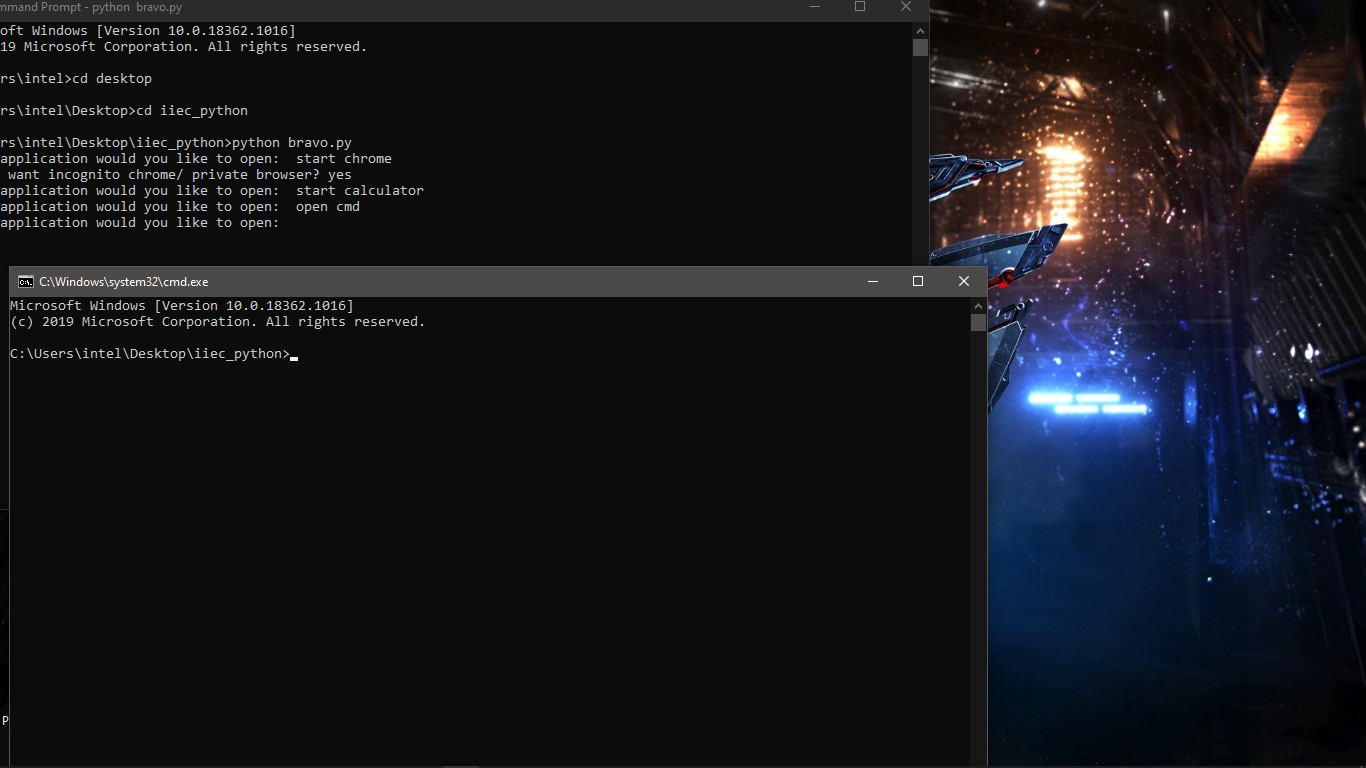 mmand Prompt - python  bravo.py
oft Windows [Version 10.0.18362.1016]
19 Microsoft Corporation. All rights reserved.
rs\intel>cd desktop
rs\intel\Desktop>cd iiec_python
rs\intel\Desktop\iiec_python>python bravo.py
application would you like to open:  start chrome
want incognito chrome/ private browser? yes
application would you like to open:  start calculator
application would you like to open:  open cmd
application would you like to open:
C:\Windows\system32\cmd.exe
Microsoft Windows [Version 10.0.18362.1016]
(c) 2019 Microsoft Corporation. All rights reserved.
C:\Users\intel\Desktop\iiec_python>
P